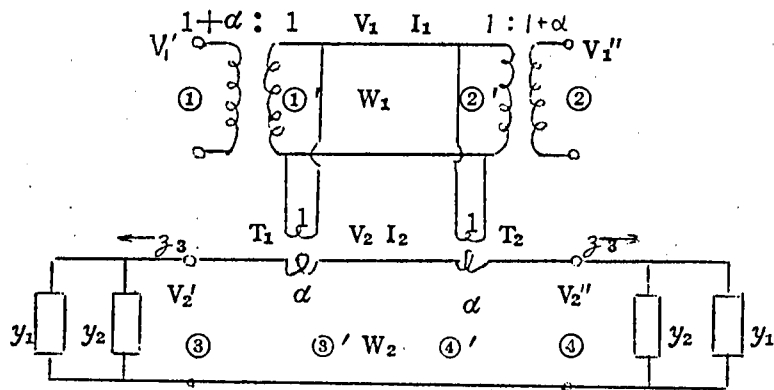 1+α : 1 V₁ I₁ 1 : 1+α
V₁' V₁''
① ①' W₁ ②' ②
1 1
T₁ V₂ I₂ T₂
z₃ z₃
V₂' α α V₂''
y₁ y₂ ③ ③' W₂ ④' ④ y₂ y₁